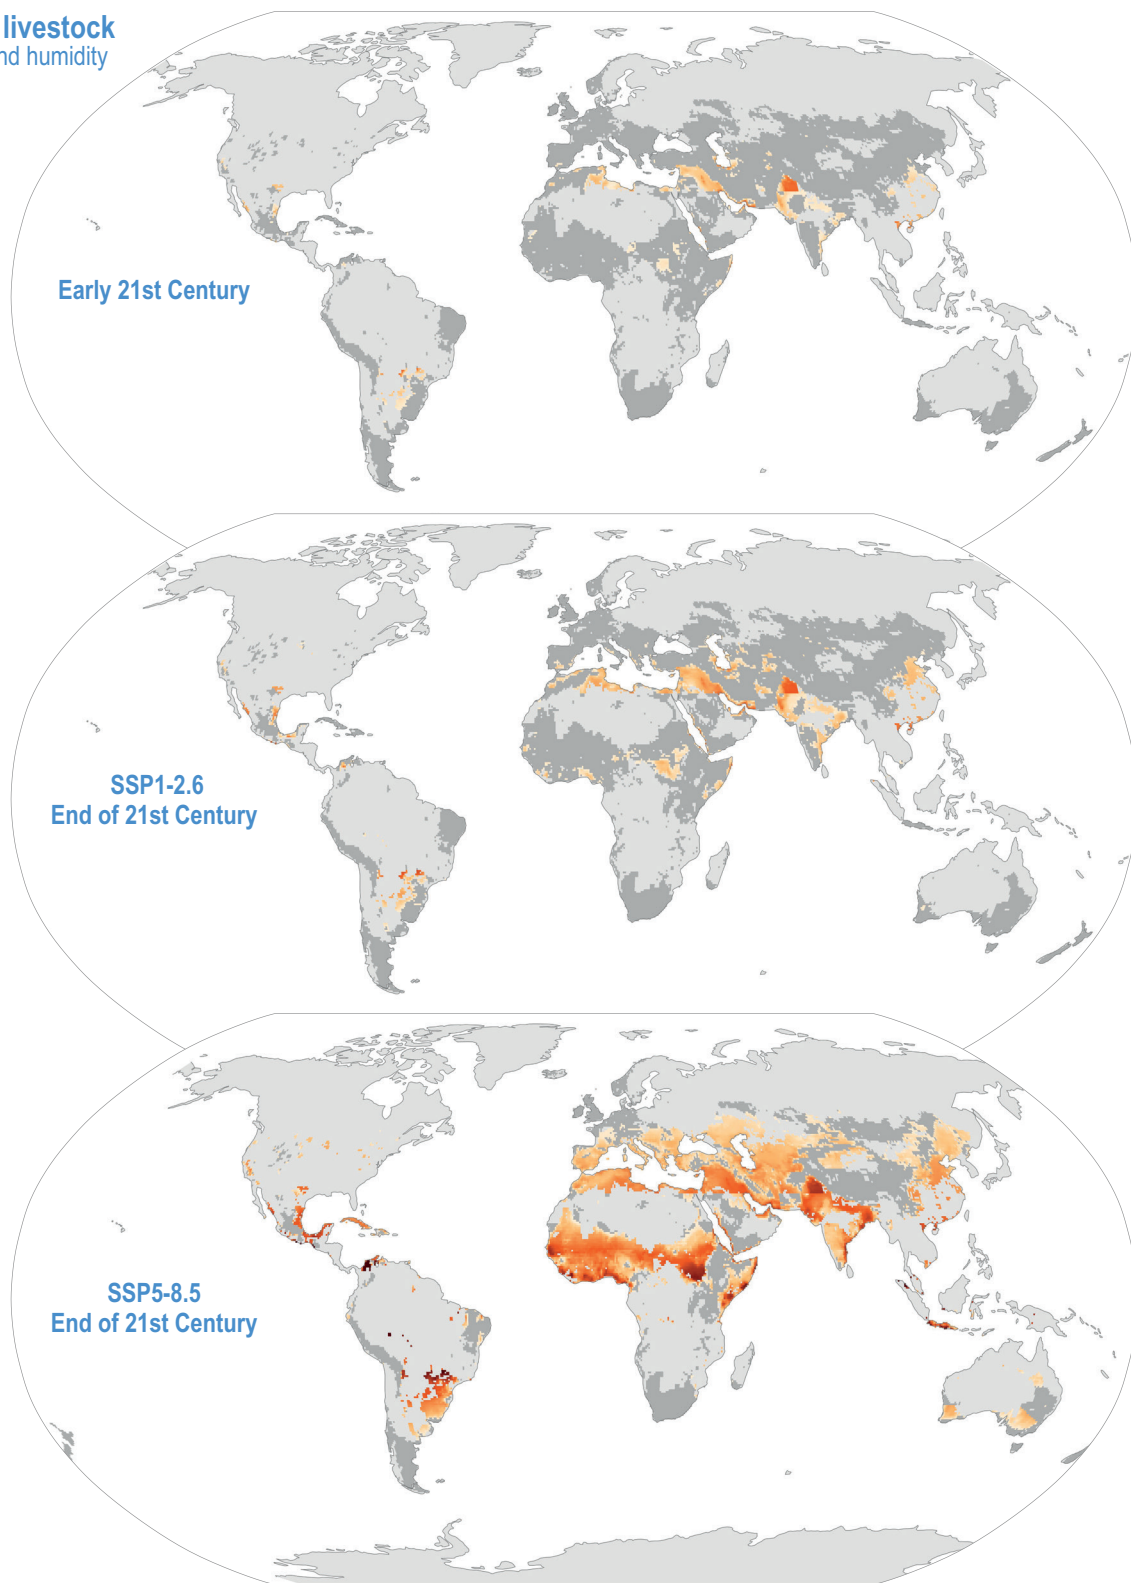 livestock
nd humidity
Early 21st Century
SSP1-2.6
End of 21st Century
SSP5-8.5
End of 21st Century